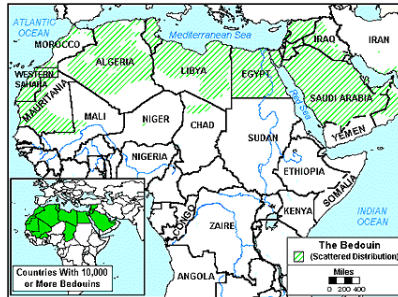 ATLANTIC
OCEAN
Mediterranean Sea
MOROCCO
IRAQ
IRAN
ALGERIA
LIBYA
EGYPT
WESTERN
SAHARA
SAUDI ARABIA
Red Sea
MAURITANIA
MALI
NIGER
CHAD
SUDAN
YEMEN
NIGERIA
ETHIOPIA
SOMALIA
CONGO
KENYA
INDIAN
OCEAN
ZAIRE
ANGOLA
Countries With 10,000
or More Bedouins
The Bedouin
(Scattered Distribution)
Miles
0 200 400